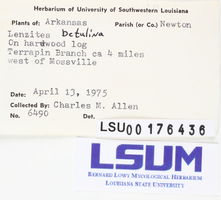 Herbarium of University of Southwestern Louisiana
Plants of: Arkansas Parish (or Co.) Newton
Lenzites betulina
On hardwood log
Terrapin Branch ca 4 miles
west of Mossville
Date: April 13, 1975
Collected By: Charles M. Allen
No. 6490 Det.
LSU00176436
LSUM
Bernard Lowy Mycological Herbarium
Louisiana State University